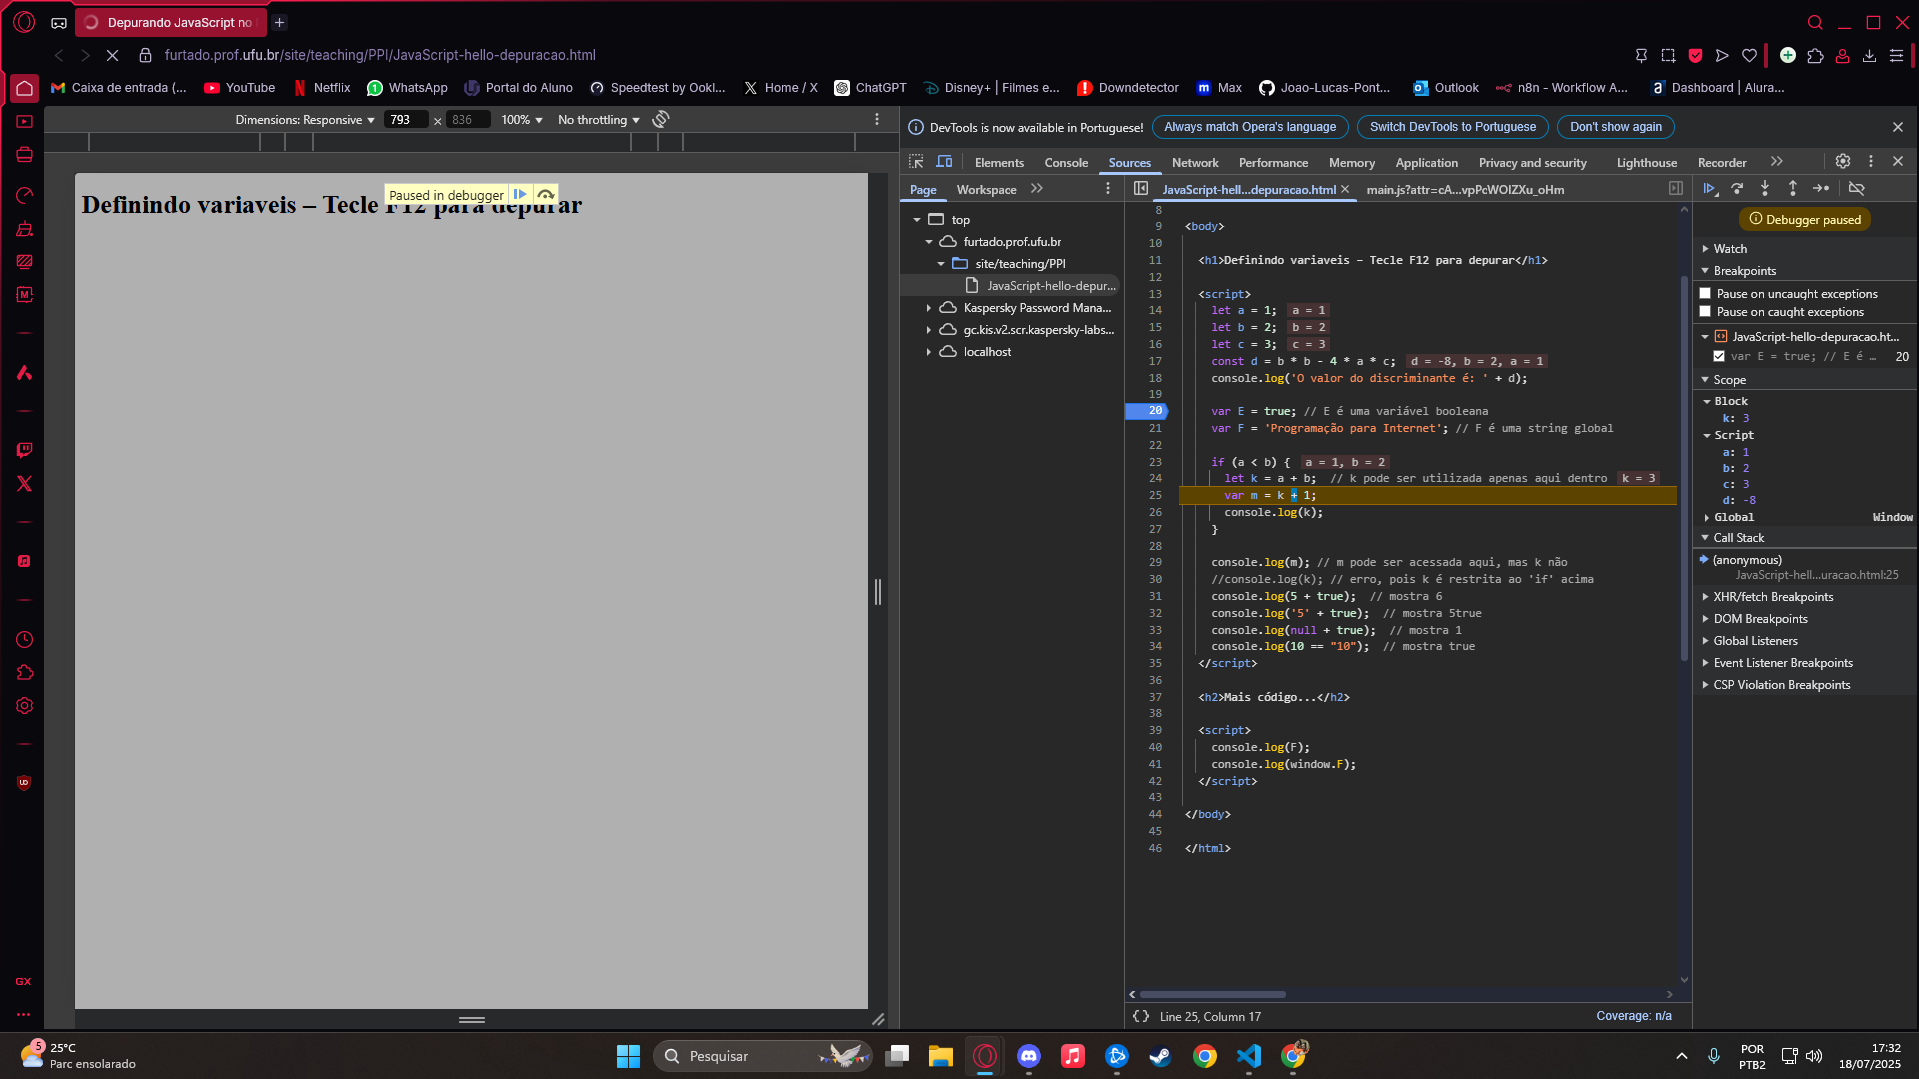 Depurando JavaScript no
furtado.prof.ufu.br/site/teaching/PPI/JavaScript-hello-depuracao.html
Caixa de entrada (...
YouTube
Netflix
WhatsApp
Portal do Aluno
Speedtest by Ookl...
Home / X
ChatGPT
Disney+ | Filmes e...
Downdetector
Max
Joao-Lucas-Pont...
Outlook
n8n - Workflow A...
Dashboard | Alura...
Dimensions: Responsive
793 × 836
100%
No throttling
Paused in debugger
Definindo variaveis – Tecle F12 para depurar
DevTools is now available in Portuguese!
Always match Opera's language
Switch DevTools to Portuguese
Don't show again
Elements
Console
Sources
Network
Performance
Memory
Application
Privacy and security
Lighthouse
Recorder
Page
Workspace
top
furtado.prof.ufu.br
site/teaching/PPI
JavaScript-hello-depur...
Kaspersky Password Mana...
gc.kis.v2.scr.kaspersky-labs...
localhost
JavaScript-hell...depuracao.html
main.js?attr=cA...vpPcWOIZXu_oHm
8
9 <body>
10
11 <h1>Definindo variaveis – Tecle F12 para depurar</h1>
12
13 <script>
14 let a = 1; a = 1
15 let b = 2; b = 2
16 let c = 3; c = 3
17 const d = b * b - 4 * a * c; d = -8, b = 2, a = 1
18 console.log('O valor do discriminante é: ' + d);
19
20 var E = true; // E é uma variável booleana
21 var F = 'Programação para Internet'; // F é uma string global
22
23 if (a < b) { a = 1, b = 2
24 let k = a + b; // k pode ser utilizada apenas aqui dentro k = 3
25 var m = k + 1;
26 console.log(k);
27 }
28
29 console.log(m); // m pode ser acessada aqui, mas k não
30 //console.log(k); // erro, pois k é restrita ao 'if' acima
31 console.log(5 + true); // mostra 6
32 console.log('5' + true); // mostra 5true
33 console.log(null + true); // mostra 1
34 console.log(10 == "10"); // mostra true
35 </script>
36
37 <h2>Mais código...</h2>
38
39 <script>
40 console.log(F);
41 console.log(window.F);
42 </script>
43
44 </body>
45
46 </html>
{} Line 25, Column 17
Coverage: n/a
Debugger paused
Watch
Breakpoints
Pause on uncaught exceptions
Pause on caught exceptions
JavaScript-hello-depuracao.ht...
var E = true; // E é … 20
Scope
Block
k: 3
Script
a: 1
b: 2
c: 3
d: -8
Global Window
Call Stack
(anonymous)
JavaScript-hell...uracao.html:25
XHR/fetch Breakpoints
DOM Breakpoints
Global Listeners
Event Listener Breakpoints
CSP Violation Breakpoints
GX
5
25°C
Parc ensolarado
Pesquisar
POR
PTB2
17:32
18/07/2025